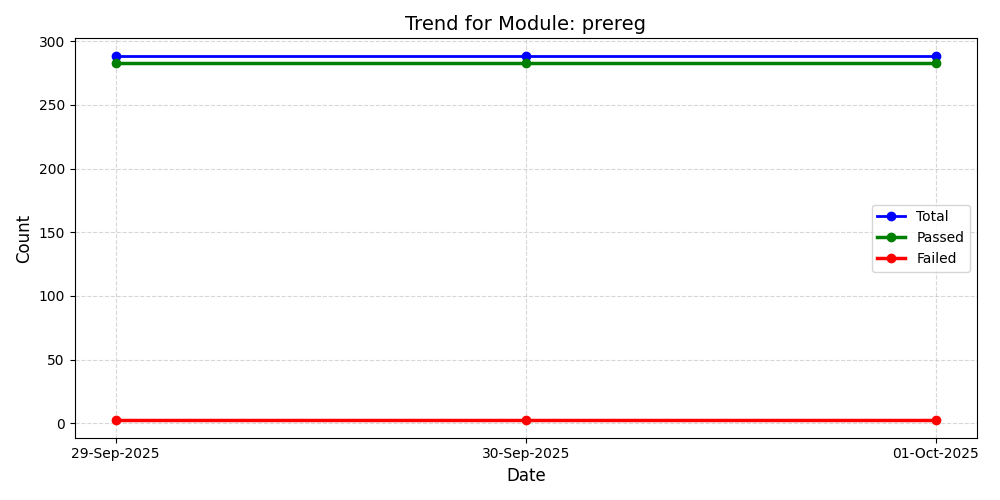 Trend for Module: prereg
300
250
200
150
100
50
0
Count
Total
Passed
Failed
29-Sep-2025
30-Sep-2025
01-Oct-2025
Date